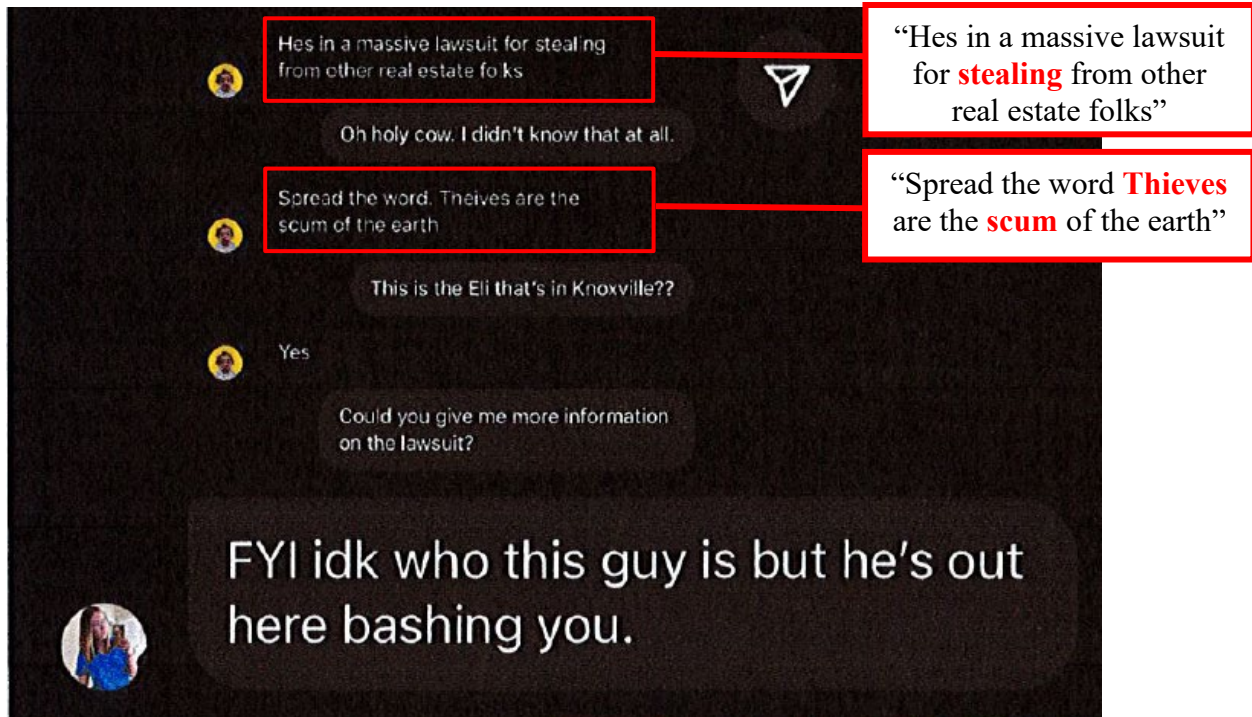 Hes in a massive lawsuit for stealing
from other real estate folks
Oh holy cow. I didn't know that at all.
Spread the word. Theives are the
scum of the earth
This is the Eli that's in Knoxville??
Yes
Could you give me more information
on the lawsuit?
FYI idk who this guy is but he's out
here bashing you.
“Hes in a massive lawsuit
for stealing from other
real estate folks”
“Spread the word Thieves
are the scum of the earth”